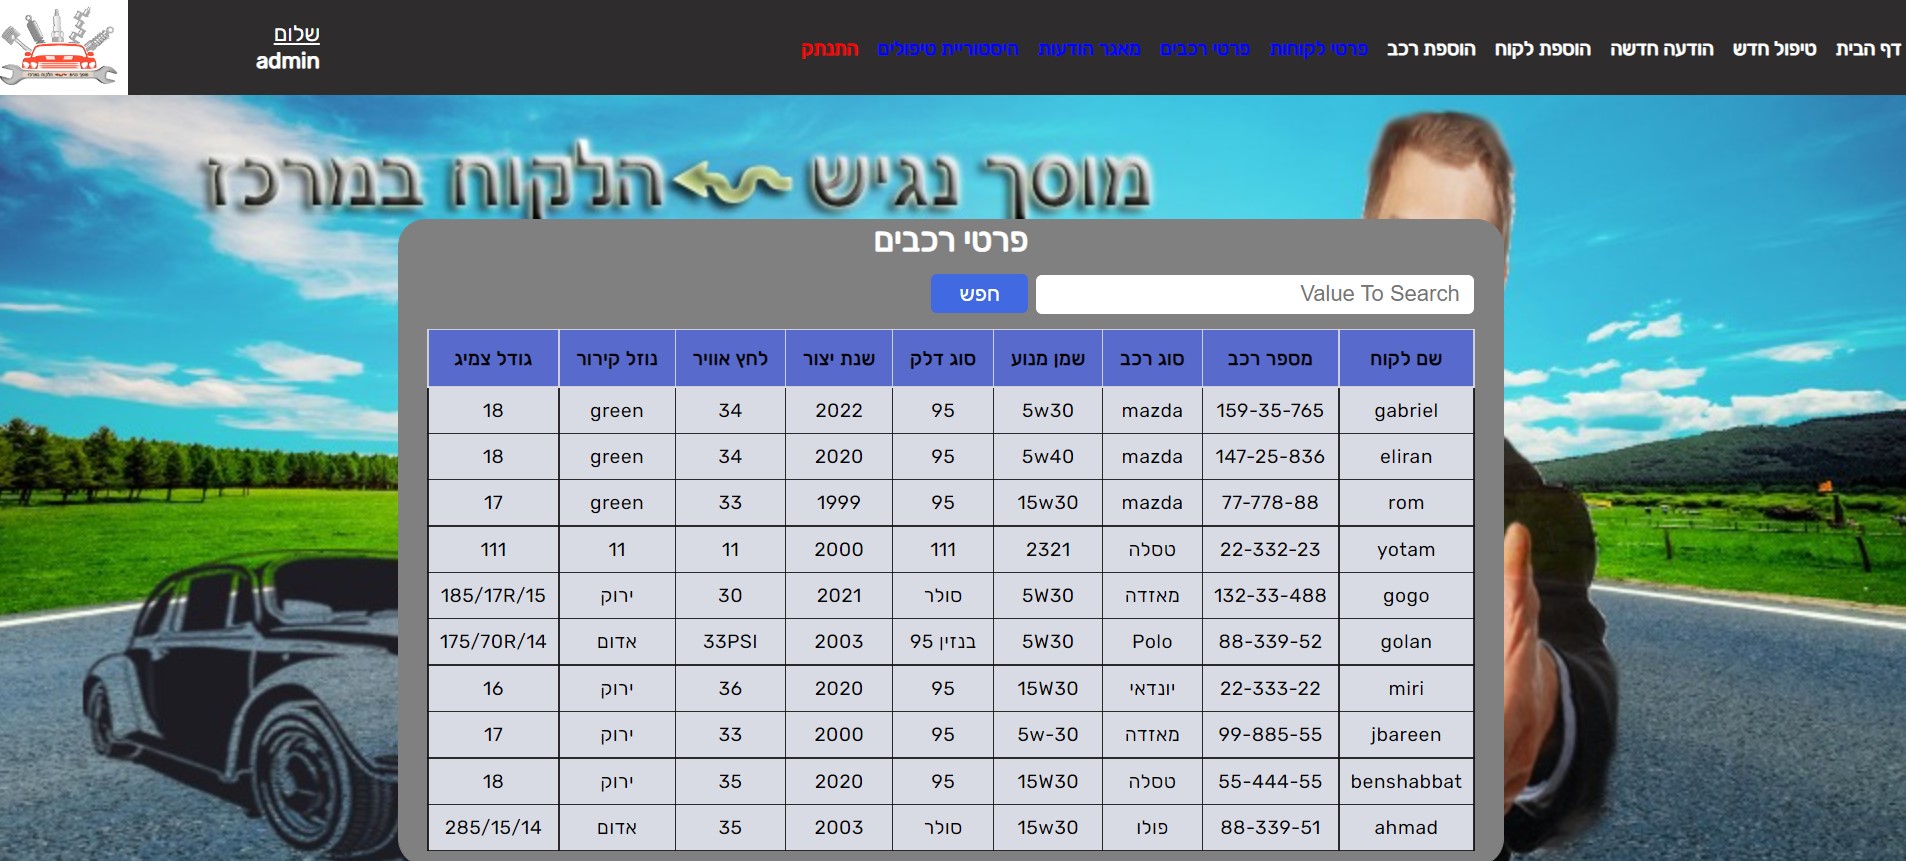 דף הבית טיפול חדש הודעה חדשה הוספת לקוח הוספת רכב פרטי לקוחות פרטי רכבים מאגר הודעות היסטוריית טיפולים התנתק
שלום
admin
מוסך נגיש הלקוח במרכז
פרטי רכבים
Value To Search חפש
שם לקוח מספר רכב סוג רכב שמן מנוע סוג דלק שנת יצור לחץ אוויר נוזל קירור גודל צמיג
gabriel 159-35-765 mazda 5w30 95 2022 34 green 18
eliran 147-25-836 mazda 5w40 95 2020 34 green 18
rom 77-778-88 mazda 15w30 95 1999 33 green 17
yotam 22-332-23 טסלה 2321 111 2000 11 11 111
gogo 132-33-488 מאזדה 5W30 סולר 2021 30 ירוק 185/17R/15
golan 88-339-52 Polo 5W30 בנזין 95 2003 33PSI אדום 175/70R/14
miri 22-333-22 יונדאי 15W30 95 2020 36 ירוק 16
jbareen 99-885-55 מאזדה 5w-30 95 2000 33 ירוק 17
benshabbat 55-444-55 טסלה 15W30 95 2020 35 ירוק 18
ahmad 88-339-51 פולו 15w30 סולר 2003 35 אדום 285/15/14